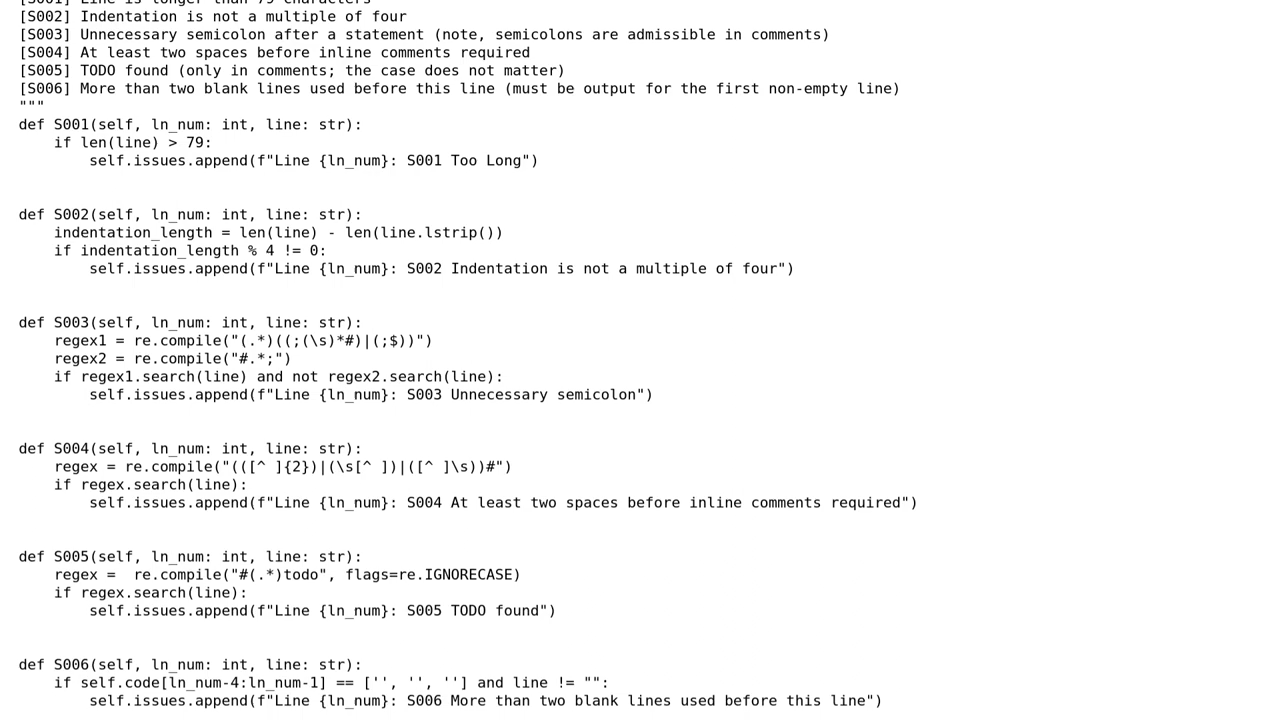 [S001] Line is longer than 79 characters
[S002] Indentation is not a multiple of four
[S003] Unnecessary semicolon after a statement (note, semicolons are admissible in comments)
[S004] At least two spaces before inline comments required
[S005] TODO found (only in comments; the case does not matter)
[S006] More than two blank lines used before this line (must be output for the first non-empty line)
"""
def S001(self, ln_num: int, line: str):
    if len(line) > 79:
        self.issues.append(f"Line {ln_num}: S001 Too Long")
def S002(self, ln_num: int, line: str):
    indentation_length = len(line) - len(line.lstrip())
    if indentation_length % 4 != 0:
        self.issues.append(f"Line {ln_num}: S002 Indentation is not a multiple of four")
def S003(self, ln_num: int, line: str):
    regex1 = re.compile("(.*)((;(\s)*#)|(;$))")
    regex2 = re.compile("#.*;")
    if regex1.search(line) and not regex2.search(line):
        self.issues.append(f"Line {ln_num}: S003 Unnecessary semicolon")
def S004(self, ln_num: int, line: str):
    regex = re.compile("(([^ ]{2})|(\s[^ ])|([^ ]\s))#")
    if regex.search(line):
        self.issues.append(f"Line {ln_num}: S004 At least two spaces before inline comments required")
def S005(self, ln_num: int, line: str):
    regex =  re.compile("#(.*)todo", flags=re.IGNORECASE)
    if regex.search(line):
        self.issues.append(f"Line {ln_num}: S005 TODO found")
def S006(self, ln_num: int, line: str):
    if self.code[ln_num-4:ln_num-1] == ['', '', ''] and line != "":
        self.issues.append(f"Line {ln_num}: S006 More than two blank lines used before this line")